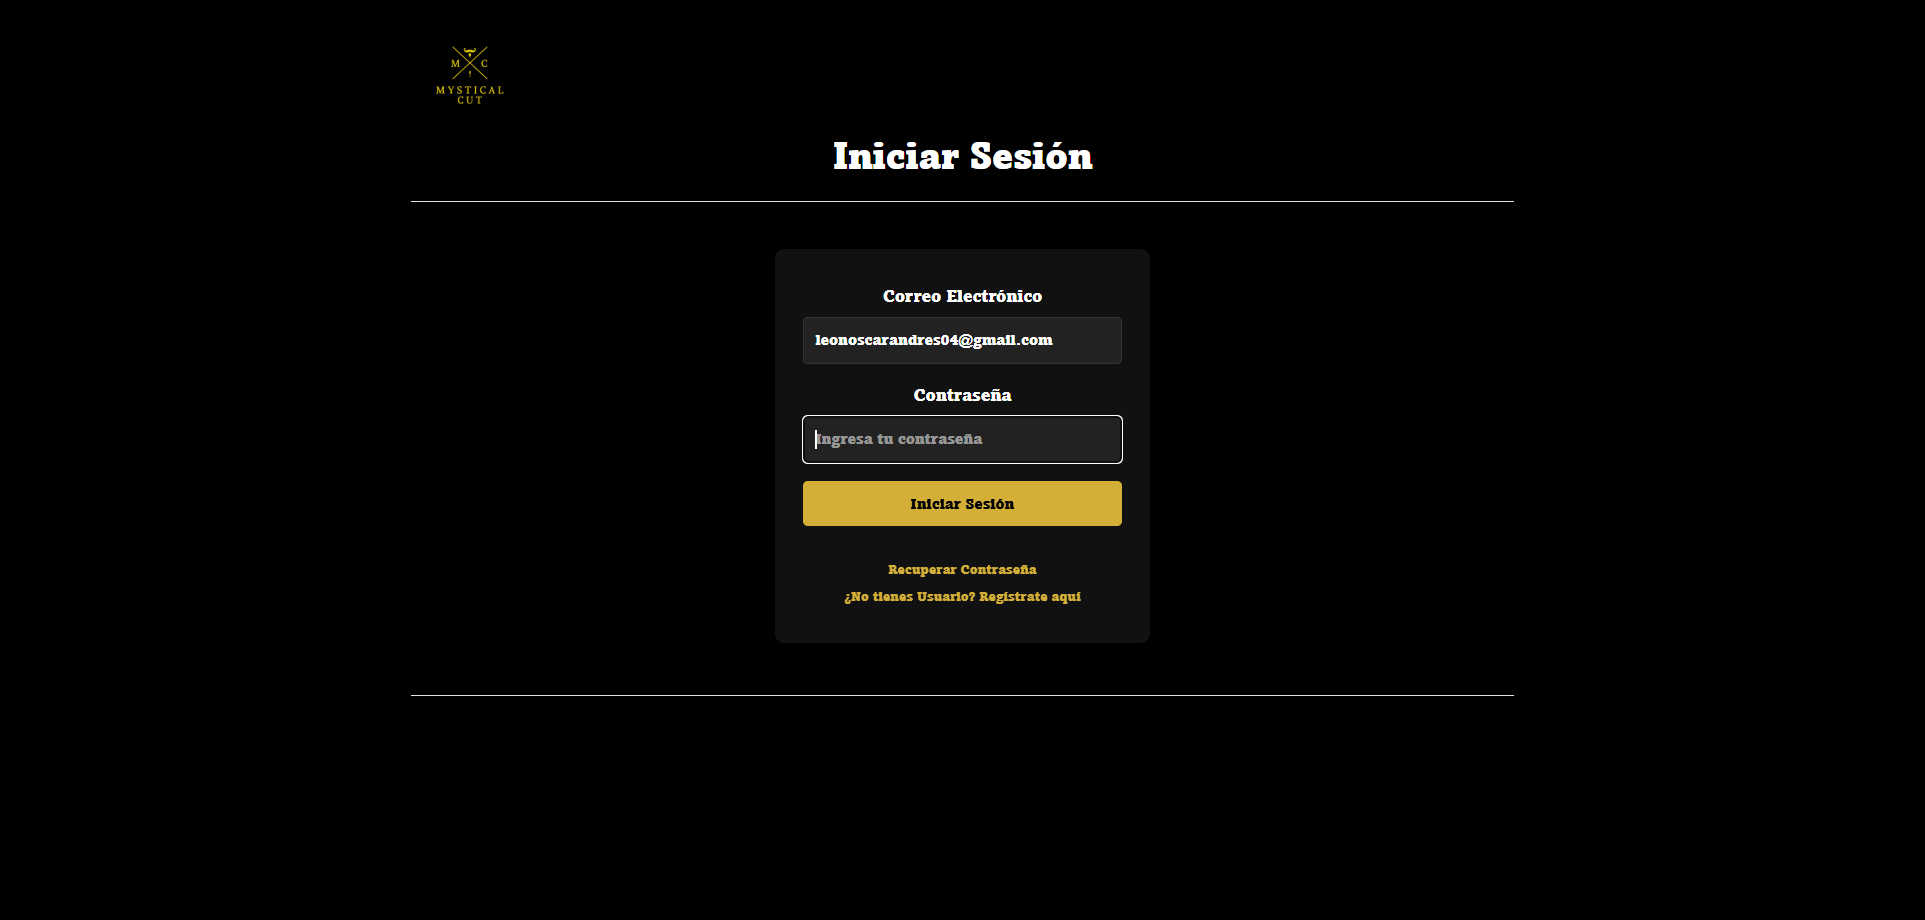 M C
MYSTICAL
CUT
Iniciar Sesión
Correo Electrónico
leonoscarandres04@gmail.com
Contraseña
Ingresa tu contraseña
Iniciar Sesión
Recuperar Contraseña
¿No tienes Usuario? Regístrate aquí